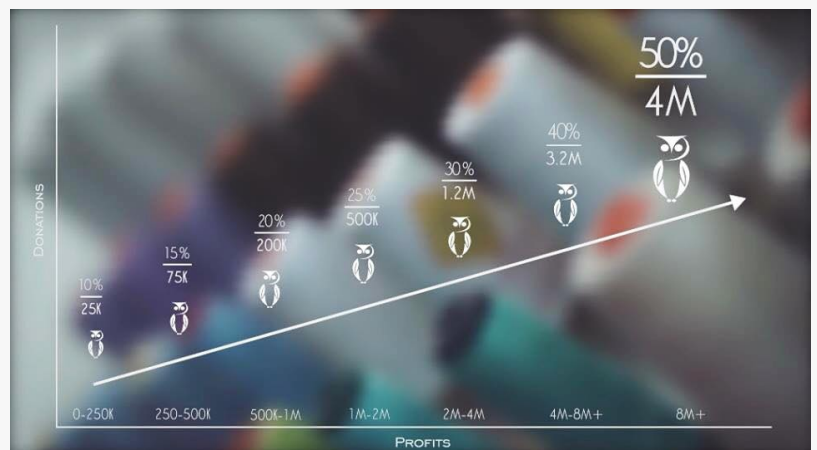 50%
4M
40%
3.2M
30%
1.2M
25%
500K
20%
200K
15%
75K
10%
25K
DONATIONS
0-250K 250-500K 500K-1M 1M-2M 2M-4M 4M-8M+ 8M+
PROFITS